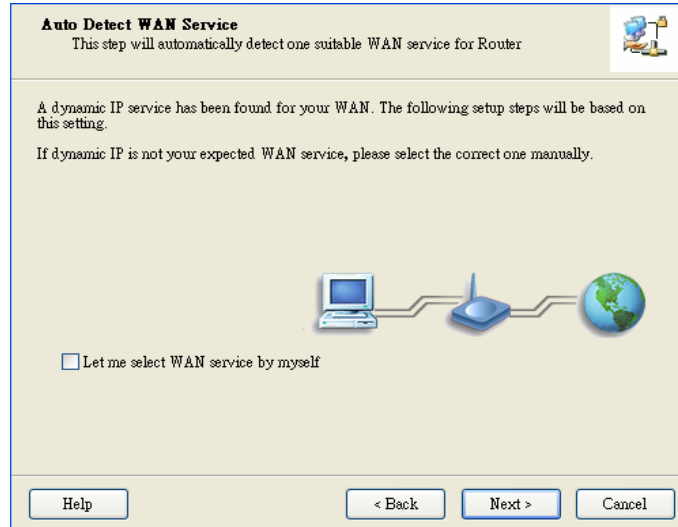 Auto Detect WAN Service
This step will automatically detect one suitable WAN service for Router
A dynamic IP service has been found for your WAN. The following setup steps will be based on
this setting.
If dynamic IP is not your expected WAN service, please select the correct one manually.
Let me select WAN service by myself
Help
< Back
Next >
Cancel